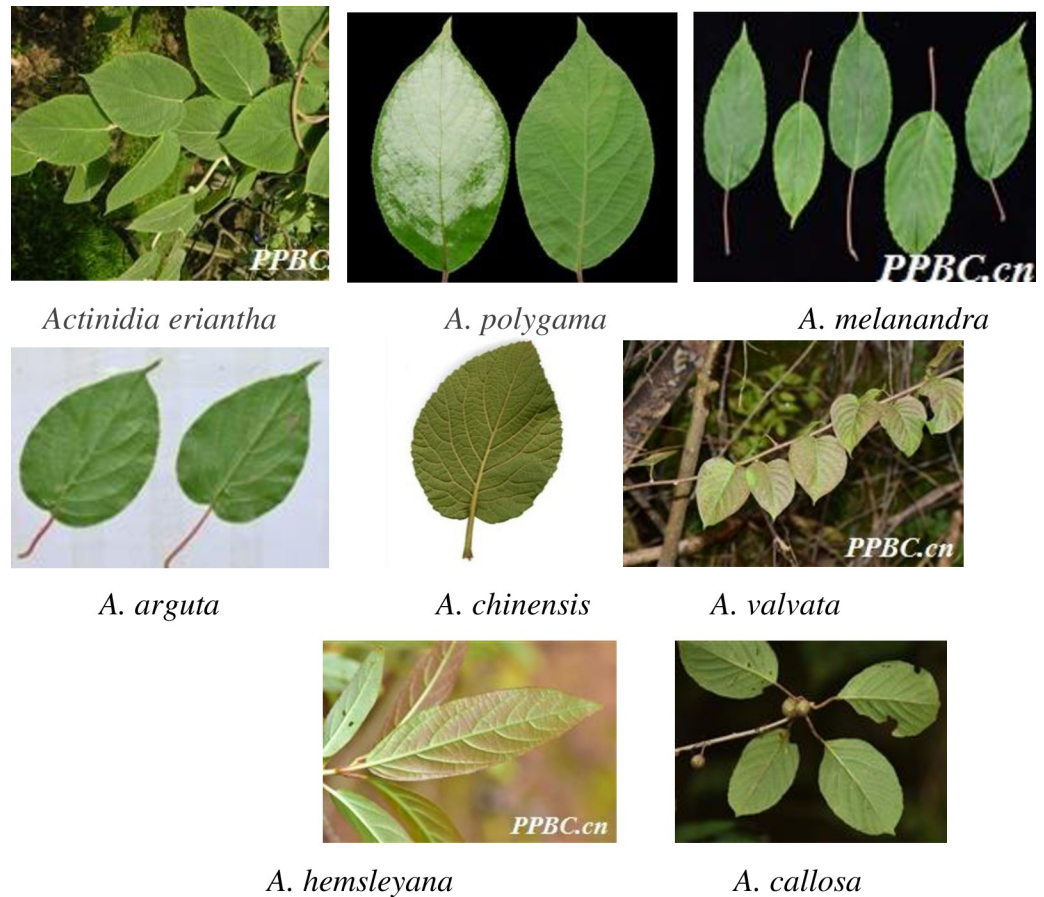 PPBC.
PPBC.cn
Actinidia eriantha
A. polygama
A. melanandra
PPBC.cn
A. arguta
A. chinensis
A. valvata
PPBC.cn
A. hemsleyana
A. callosa